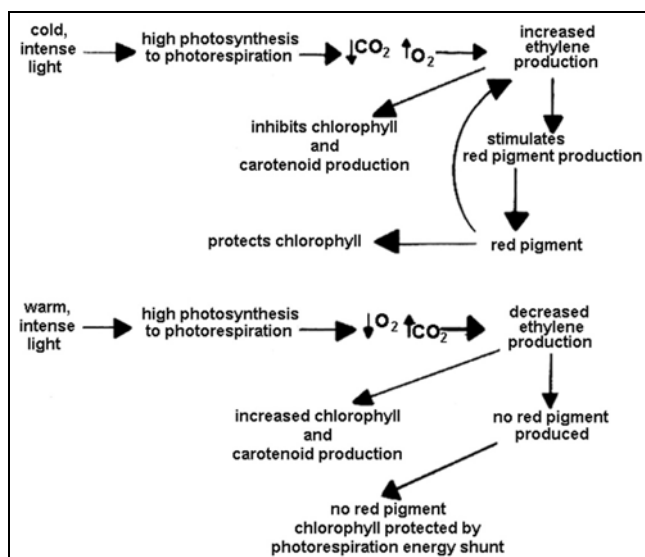 cold,
intense
light
high photosynthesis
to photorespiration
↓CO2 ↑O2
increased
ethylene
production
inhibits chlorophyll
and
carotenoid production
stimulates
red pigment production
protects chlorophyll
red pigment
warm,
intense
light
high photosynthesis
to photorespiration
↓O2 ↑CO2
decreased
ethylene
production
increased chlorophyll
and
carotenoid production
no red pigment
produced
no red pigment
chlorophyll protected by
photorespiration energy shunt